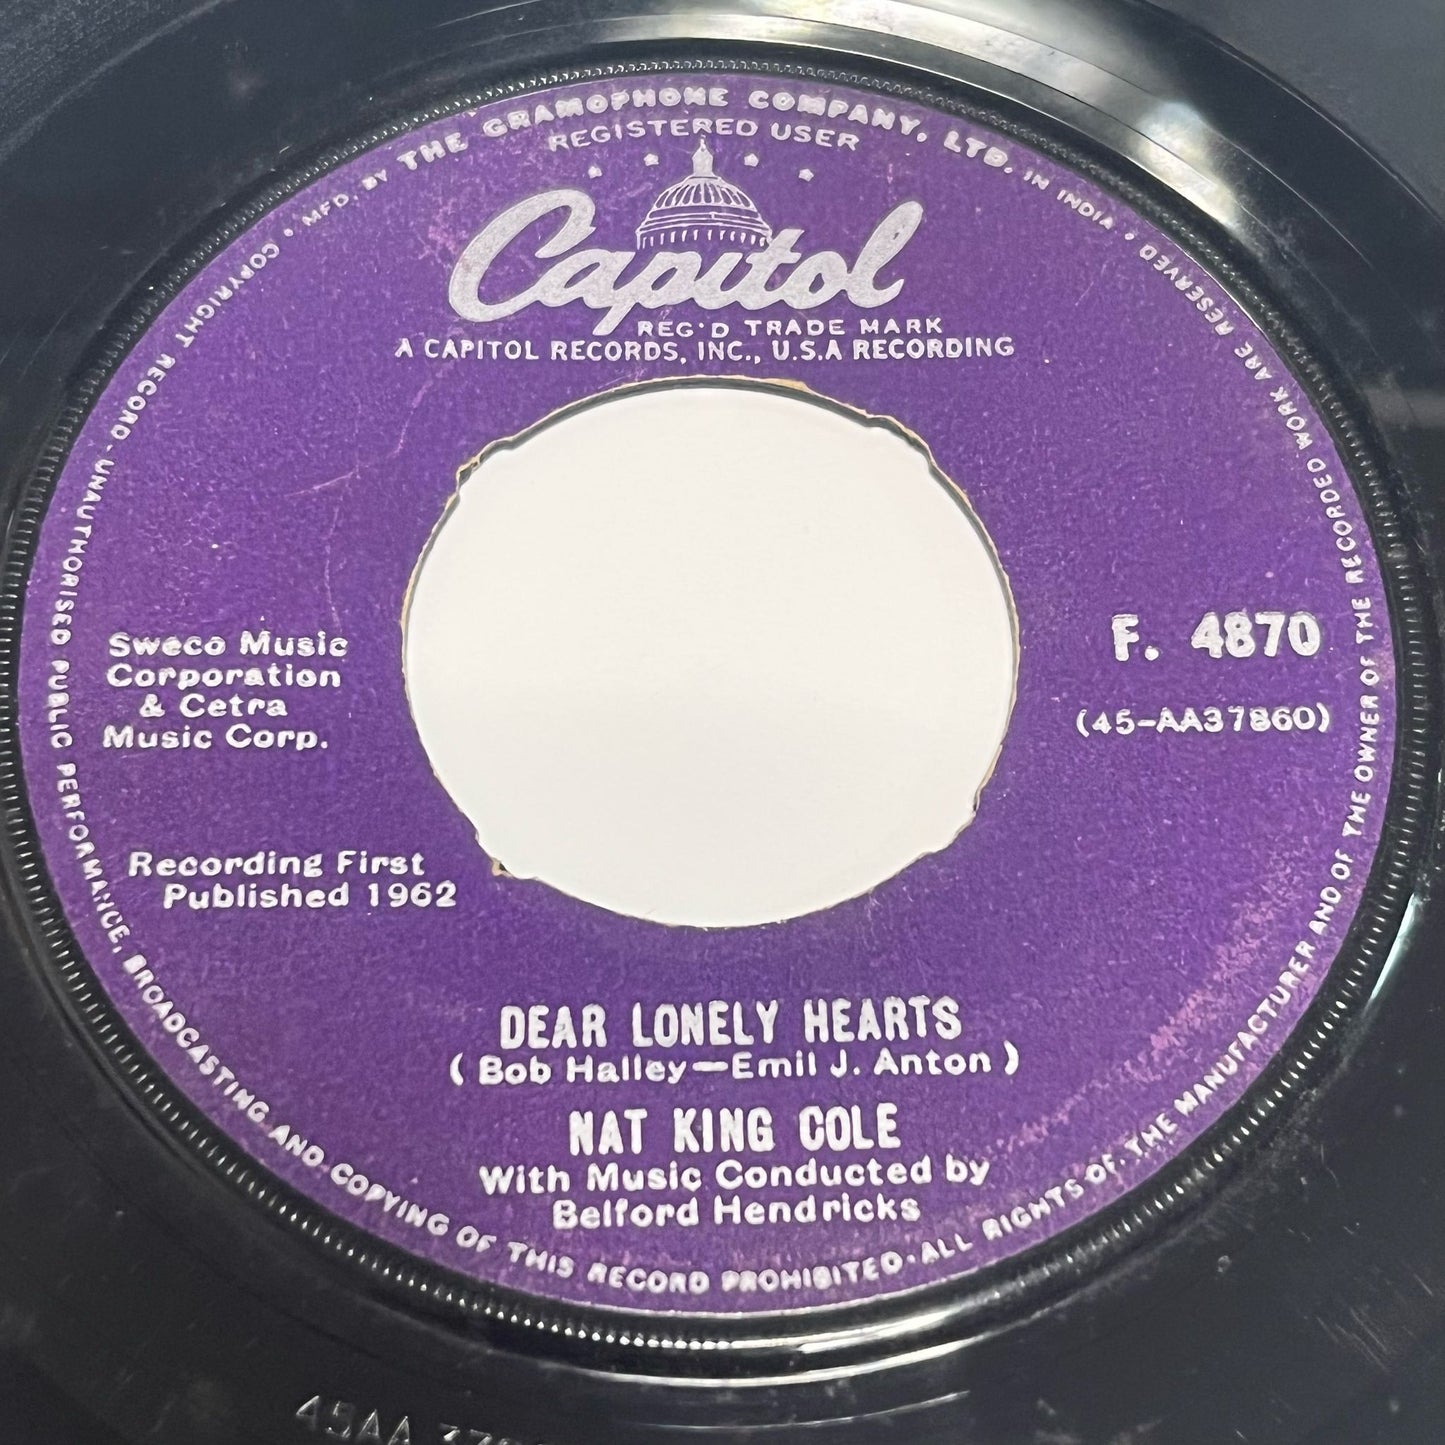 COPYRIGHT • MFD. BY THE GRAMOPHONE COMPANY, LTD. IN INDIA • RESERVED
REGISTERED USER
Capitol
REG'D TRADE MARK
A CAPITOL RECORDS, INC., U.S.A RECORDING
F. 4870
(45-AA37860)
Sweco Music
Corporation
& Cetra
Music Corp.
Recording First
Published 1962
DEAR LONELY HEARTS
( Bob Halley—Emil J. Anton )
NAT KING COLE
With Music Conducted by
Belford Hendricks
RECORD • UNAUTHORISED PUBLIC PERFORMANCE, BROADCASTING AND COPYING OF THIS RECORD PROHIBITED • ALL RIGHTS OF THE MANUFACTURER AND OF THE OWNER OF THE RECORDED WORK ARE
45AA